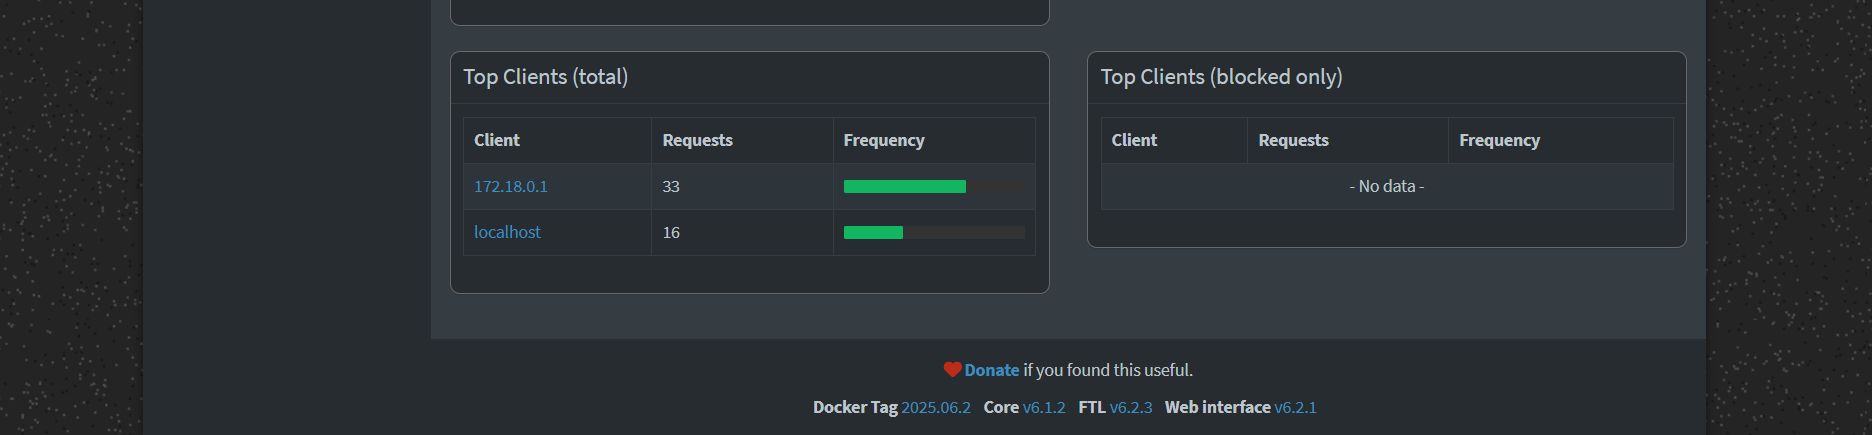 Top Clients (total)
Client Requests Frequency
172.18.0.1 33
localhost 16
Top Clients (blocked only)
Client Requests Frequency
- No data -
Donate if you found this useful.
Docker Tag 2025.06.2 Core v6.1.2 FTL v6.2.3 Web interface v6.2.1